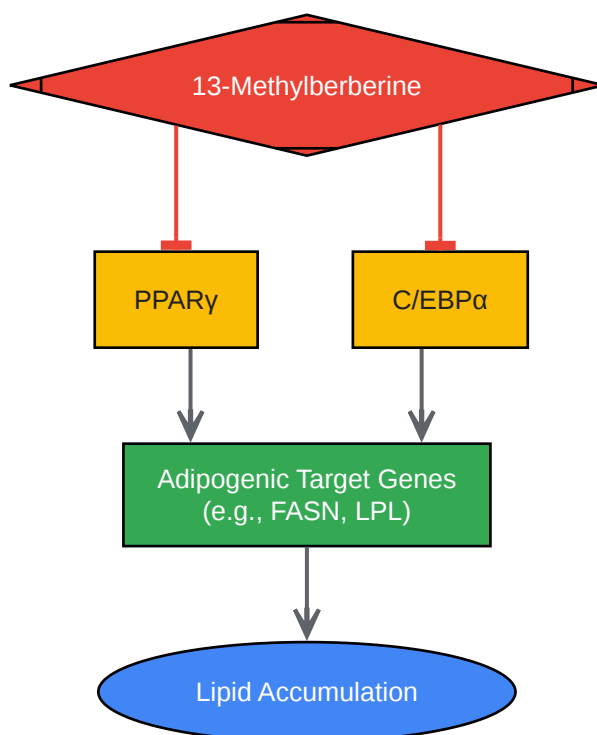 13-Methylberberine
PPARγ
C/EBPα
Adipogenic Target Genes
(e.g., FASN, LPL)
Lipid Accumulation